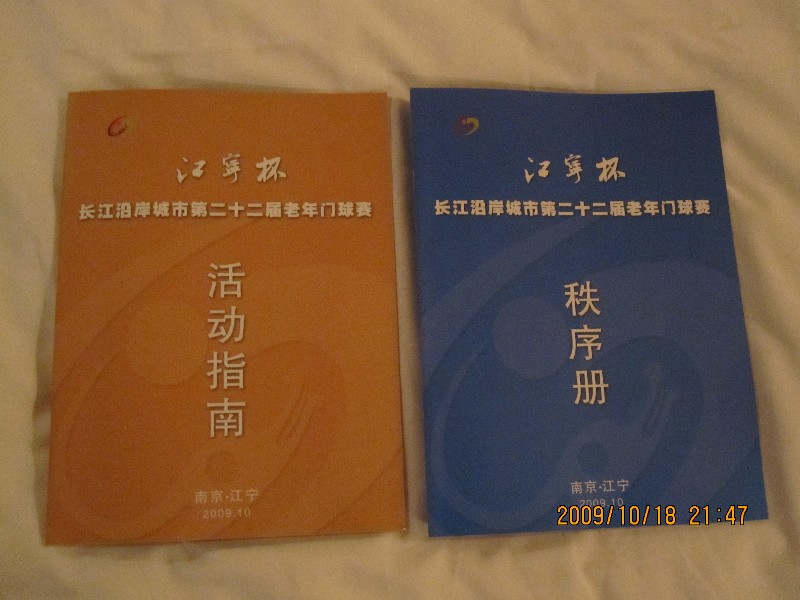 江宁杯
长江沿岸城市第二十二届老年门球赛
活动指南
南京·江宁
2009.10
江宁杯
长江沿岸城市第二十二届老年门球赛
秩序册
南京·江宁
2009.10
2009/10/18 21:47